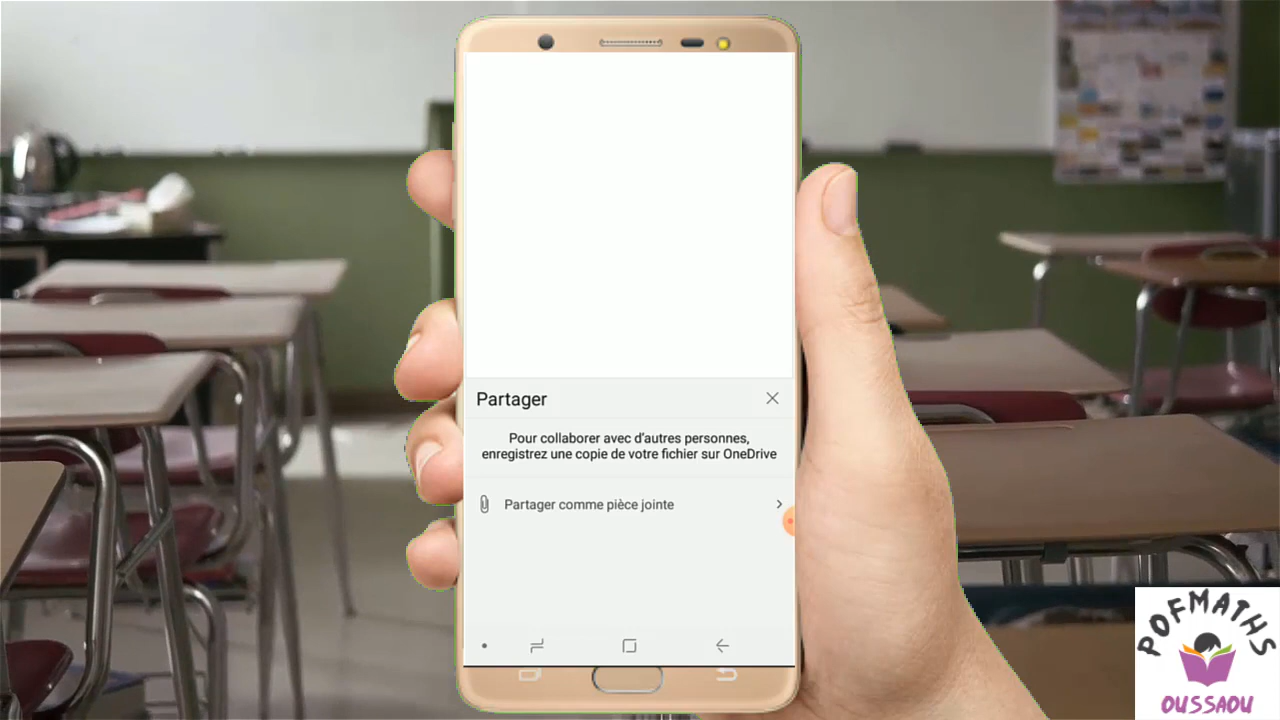 Partager
Pour collaborer avec d'autres personnes,
enregistrez une copie de votre fichier sur OneDrive
Partager comme pièce jointe
POFMATHS
OUSSAOU